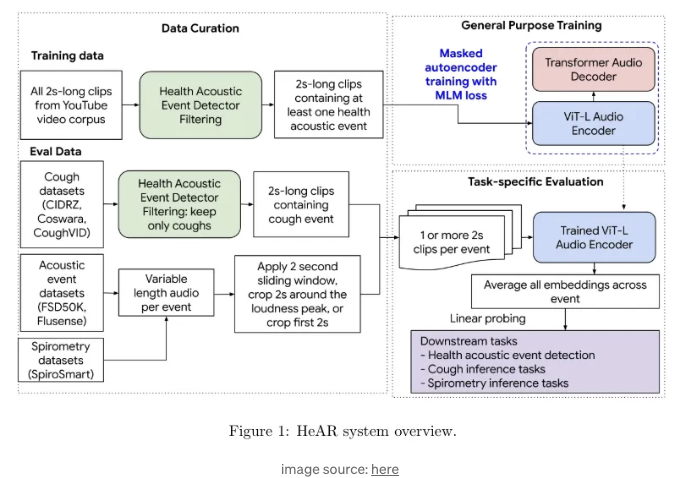 Data Curation
Training data
All 2s-long clips
from YouTube
video corpus
Health Acoustic
Event Detector
Filtering
2s-long clips
containing at
least one health
acoustic event
Eval Data
Cough
datasets
(CIDRZ,
Coswara,
CoughVID)
Health Acoustic
Event Detector
Filtering: keep
only coughs
2s-long clips
containing
cough event
Acoustic
event
datasets
(FSD50K,
Flusense)
Variable
length audio
per event
Apply 2 second
sliding window,
crop 2s around the
loudness peak, or
crop first 2s
Spirometry
datasets
(SpiroSmart)
General Purpose Training
Masked
autoencoder
training with
MLM loss
Transformer Audio
Decoder
ViT-L Audio
Encoder
Task-specific Evaluation
1 or more 2s
clips per event
Trained ViT-L
Audio Encoder
Average all embeddings across
event
Linear probing
Downstream tasks
- Health acoustic event detection
- Cough inference tasks
- Spirometry inference tasks
Figure 1: HeAR system overview.
image source: here